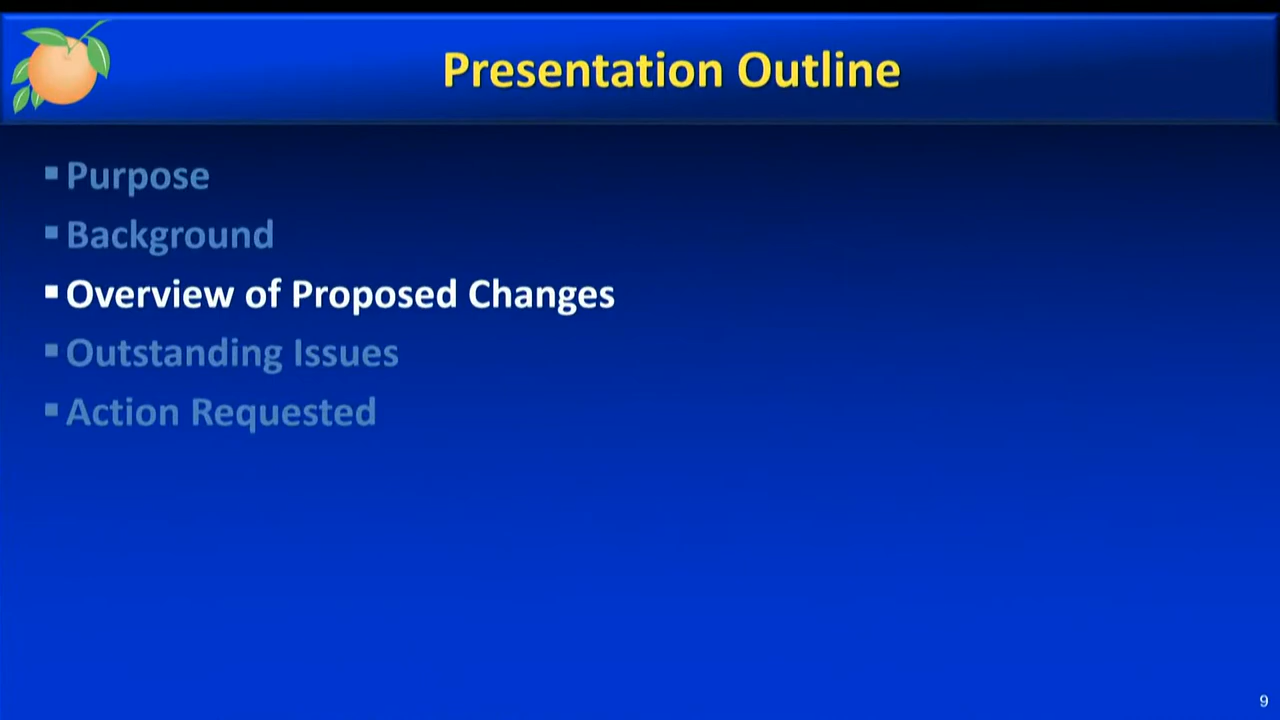 Presentation Outline
▪ Purpose
▪ Background
▪ Overview of Proposed Changes
▪ Outstanding Issues
▪ Action Requested
9